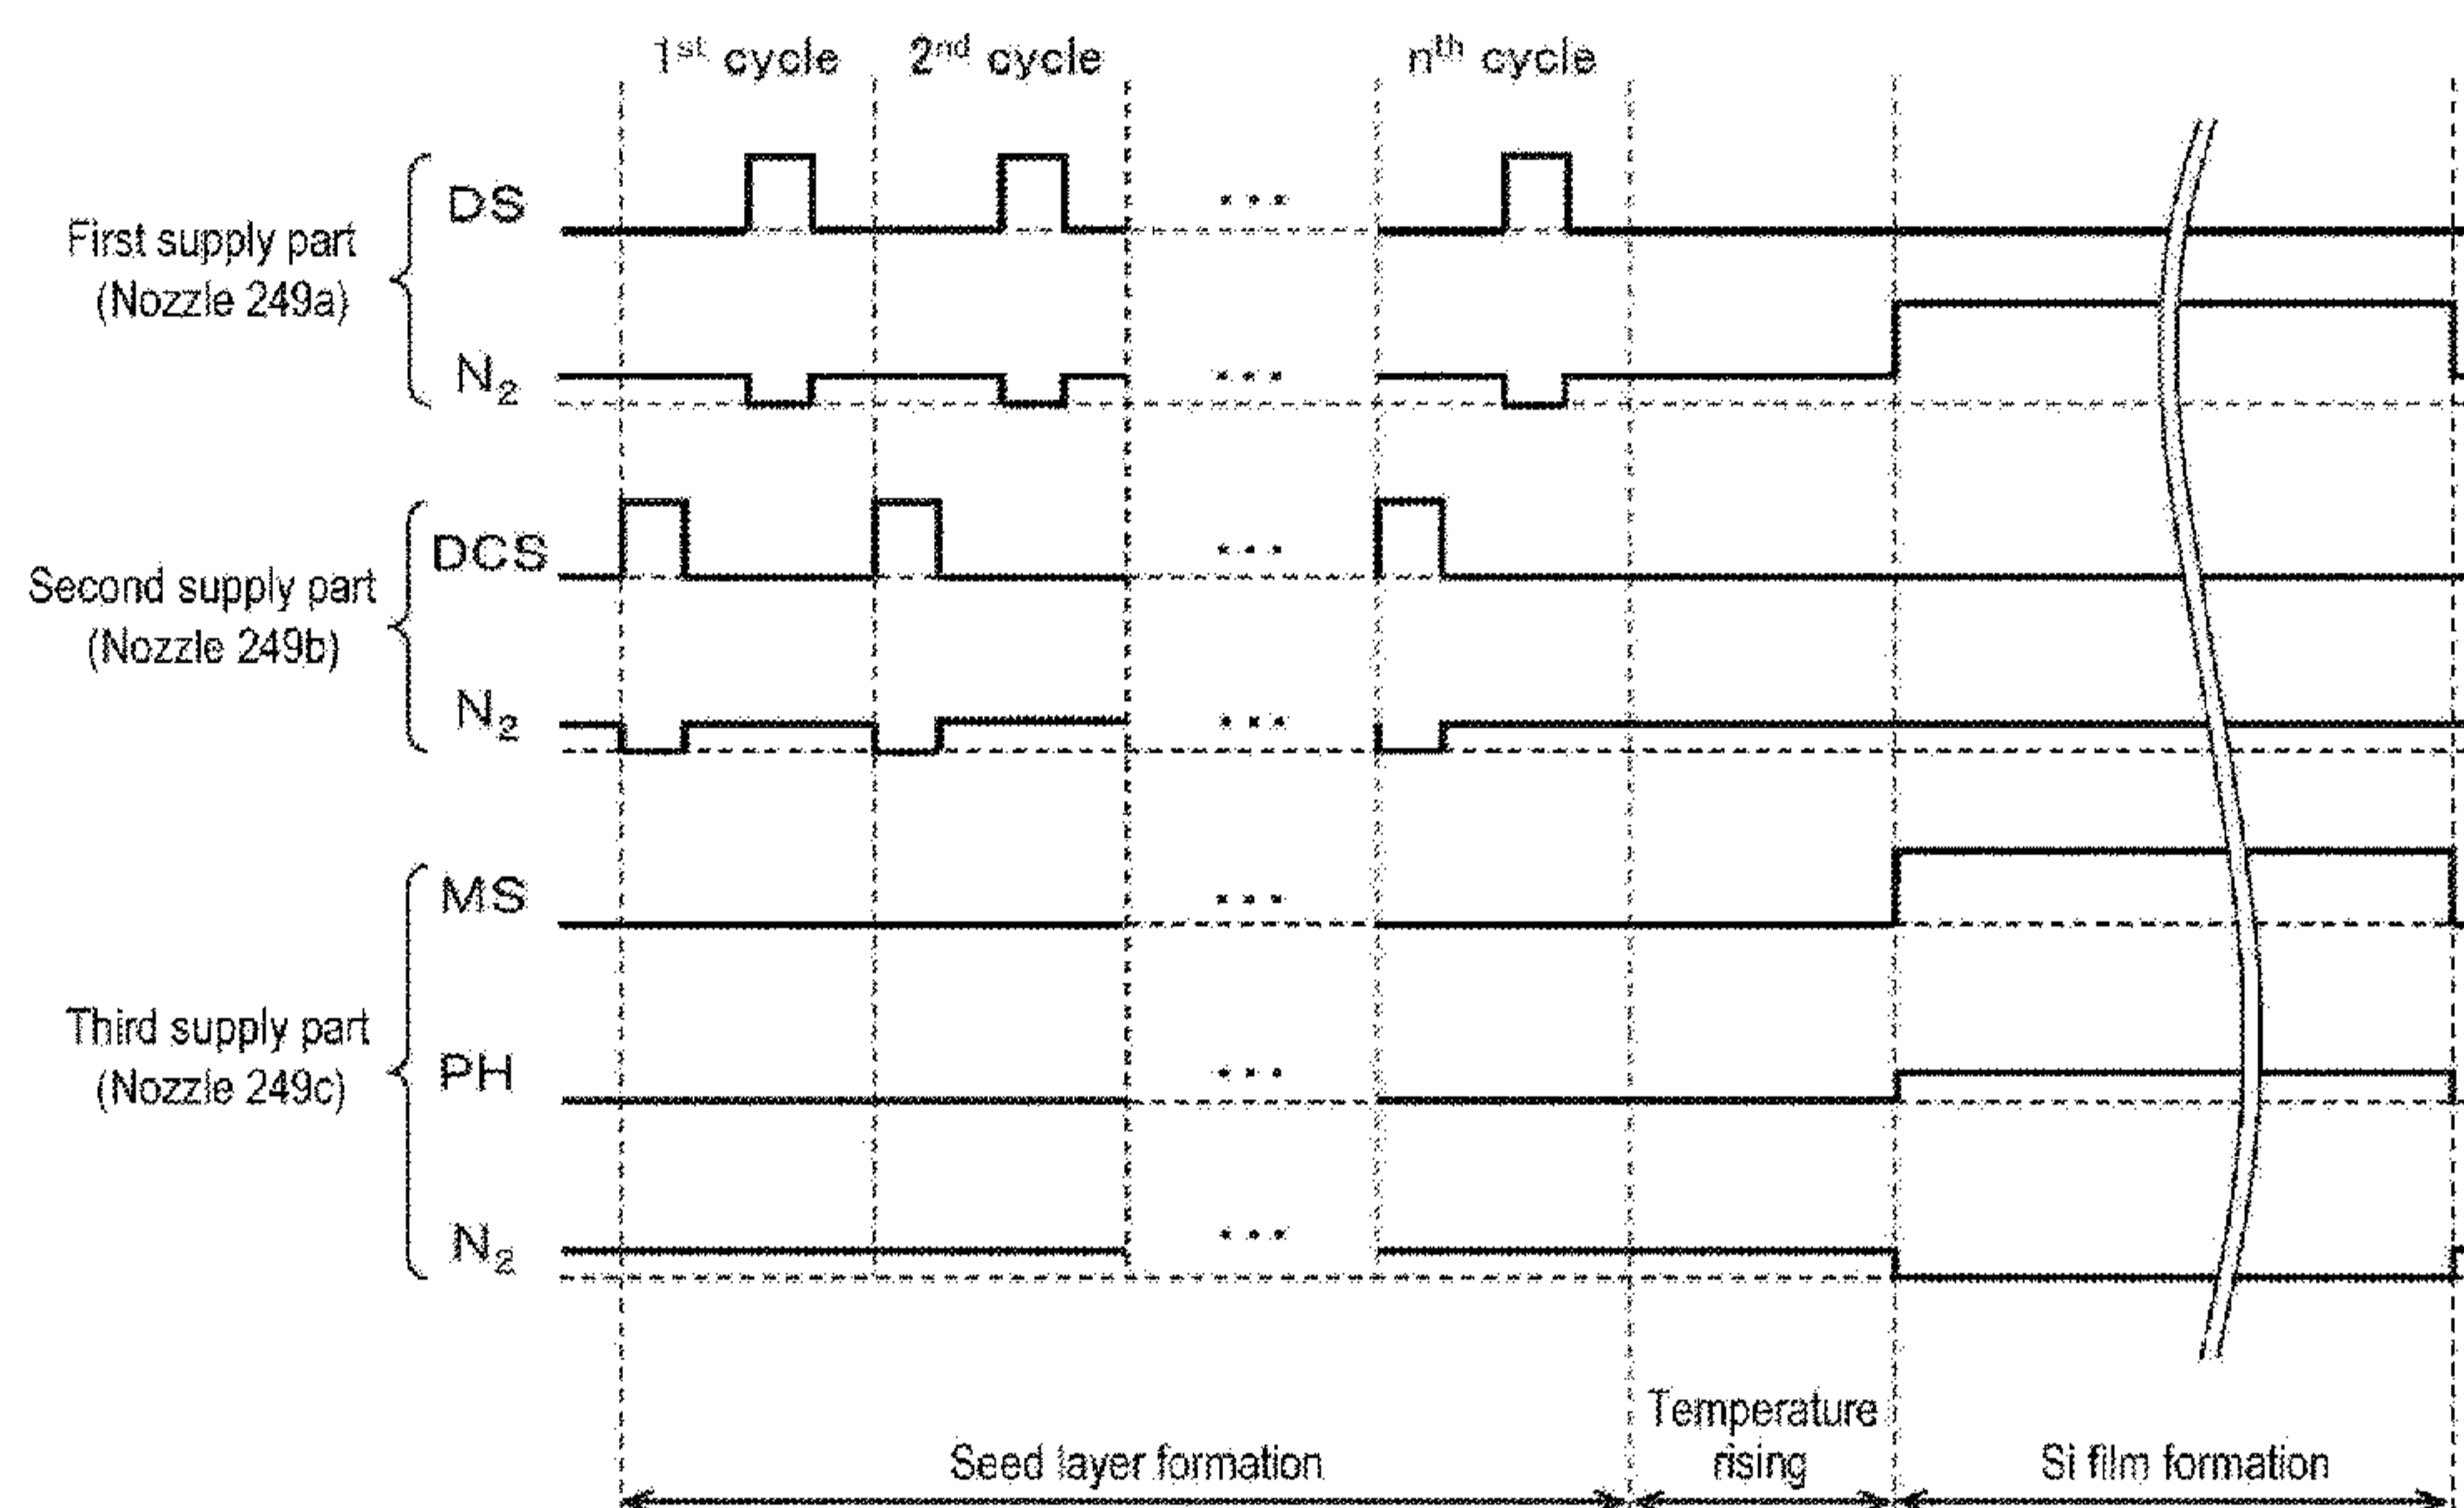 1st cycle
2nd cycle
nth cycle
First supply part
(Nozzle 249a)
DS
...
N2
...
Second supply part
(Nozzle 249b)
DCS
...
N2
...
Third supply part
(Nozzle 249c)
MS
...
PH
...
N2
...
Seed layer formation
Temperature
rising
Si film formation